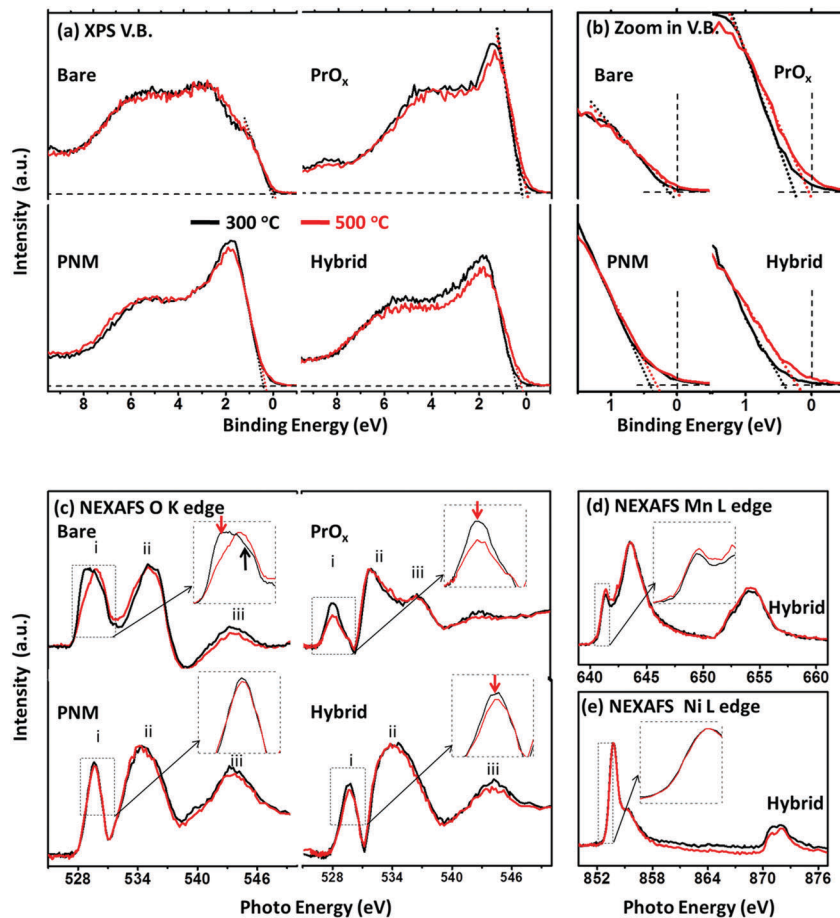 (a) XPS V.B.
Bare
PrOx
(b) Zoom in V.B.
Bare
PrOx
Intensity (a.u.)
300 °C
500 °C
PNM
Hybrid
PNM
Hybrid
8 6 4 2 0 8 6 4 2 0
1 0 1 0
Binding Energy (eV)
Binding Energy (eV)
(c) NEXAFS O K edge
Bare
i
ii
iii
PrOx
i
ii
iii
(d) NEXAFS Mn L edge
Hybrid
640 645 650 655 660
Intensity (a.u.)
PNM
i
ii
iii
Hybrid
i
ii
iii
(e) NEXAFS Ni L edge
Hybrid
528 534 540 546 528 534 540 546
852 858 864 870 876
Photo Energy (eV)
Photo Energy (eV)